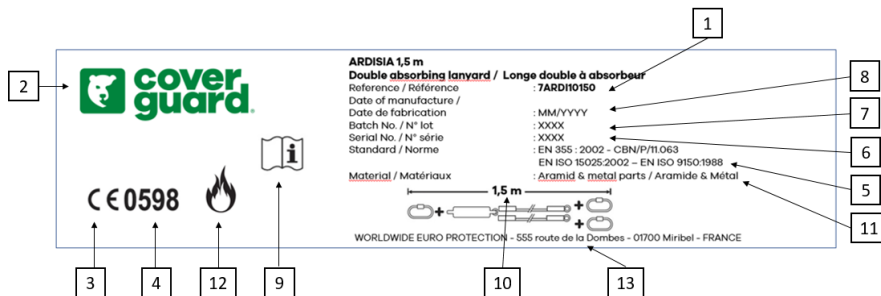 1
2
cover
guard
ARDISIA 1,5 m
Double absorbing lanyard / Longe double à absorbeur
Reference / Référence : 7ARDI10150
Date of manufacture /
Date de fabrication : MM/YYYY
Batch No. / N° lot : XXXX
Serial No. / N° série : XXXX
Standard / Norme : EN 355 : 2002 - CBN/P/11.063
EN ISO 15025:2002 – EN ISO 9150:1988
Material / Matériaux : Aramid & metal parts / Aramide & Métal
8
7
6
5
11
CE 0598
i
1,5 m
+ + +
WORLDWIDE EURO PROTECTION - 555 route de la Dombes - 01700 Miribel - FRANCE
3
4
12
9
10
13